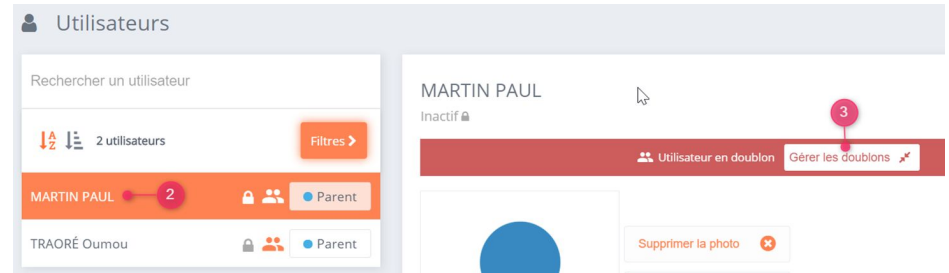 Utilisateurs
Rechercher un utilisateur
A
Z
2 utilisateurs
Filtres
MARTIN PAUL
2
Parent
TRAORÉ Oumou
Parent
MARTIN PAUL
Inactif
3
Utilisateur en doublon
Gérer les doublons
Supprimer la photo